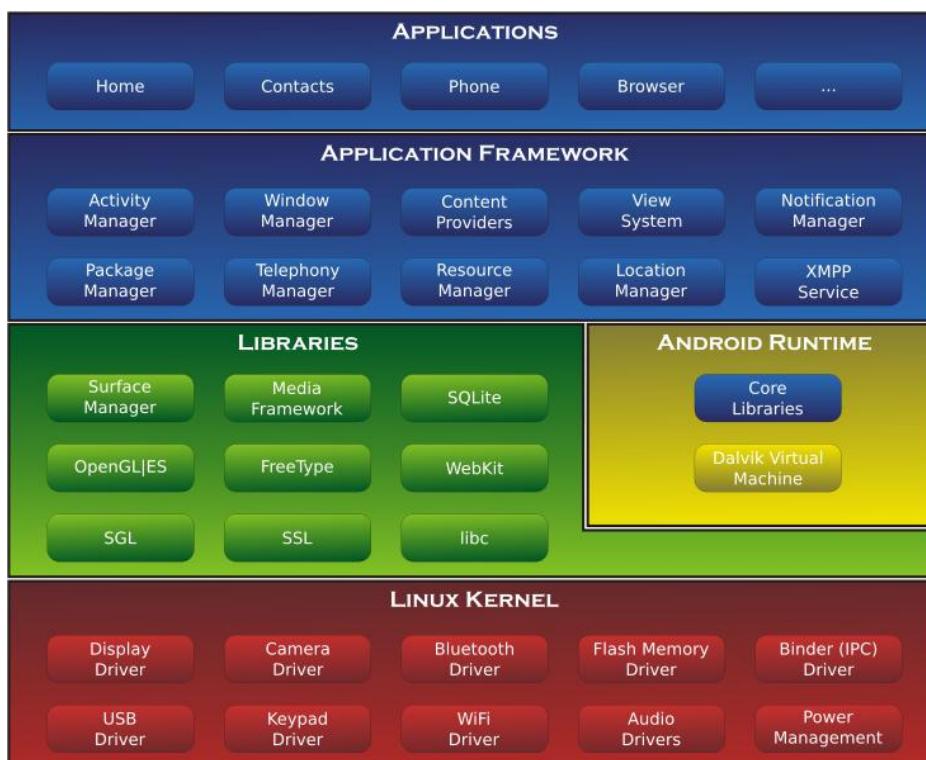 APPLICATIONS
Home
Contacts
Phone
Browser
...
APPLICATION FRAMEWORK
Activity
Manager
Window
Manager
Content
Providers
View
System
Notification
Manager
Package
Manager
Telephony
Manager
Resource
Manager
Location
Manager
XMPP
Service
LIBRARIES
Surface
Manager
Media
Framework
SQLite
OpenGL|ES
FreeType
WebKit
SGL
SSL
libc
ANDROID RUNTIME
Core
Libraries
Dalvik Virtual
Machine
LINUX KERNEL
Display
Driver
Camera
Driver
Bluetooth
Driver
Flash Memory
Driver
Binder (IPC)
Driver
USB
Driver
Keypad
Driver
WiFi
Driver
Audio
Drivers
Power
Management